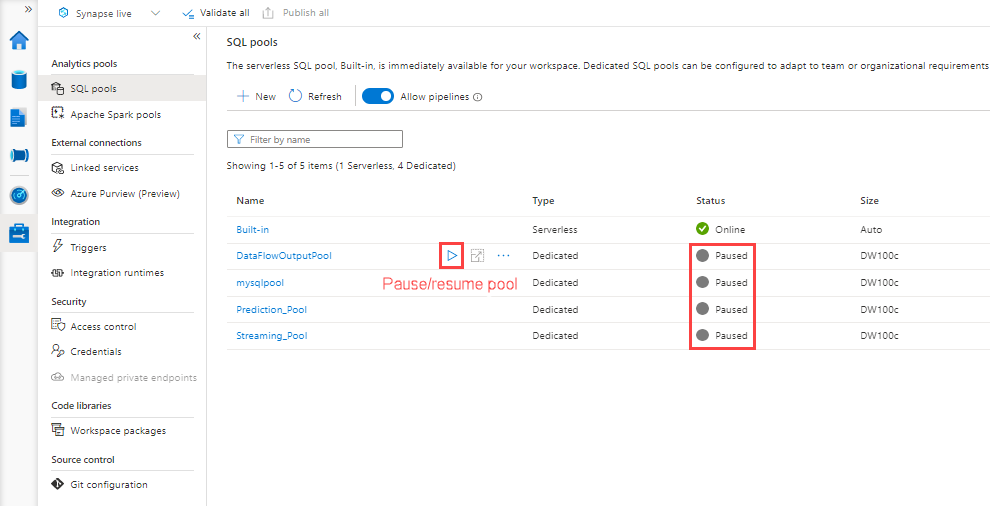 Synapse live
Validate all
Publish all
Analytics pools
SQL pools
Apache Spark pools
External connections
Linked services
Azure Purview (Preview)
Integration
Triggers
Integration runtimes
Security
Access control
Credentials
Managed private endpoints
Code libraries
Workspace packages
Source control
Git configuration
SQL pools
The serverless SQL pool, Built-in, is immediately available for your workspace. Dedicated SQL pools can be configured to adapt to team or organizational requirements
New Refresh Allow pipelines
Filter by name
Showing 1-5 of 5 items (1 Serverless, 4 Dedicated)
Name Type Status Size
Built-in Serverless Online Auto
DataFlowOutputPool Dedicated Paused DW100c
Pause/resume pool
mysqlpool Dedicated Paused DW100c
Prediction_Pool Dedicated Paused DW100c
Streaming_Pool Dedicated Paused DW100c